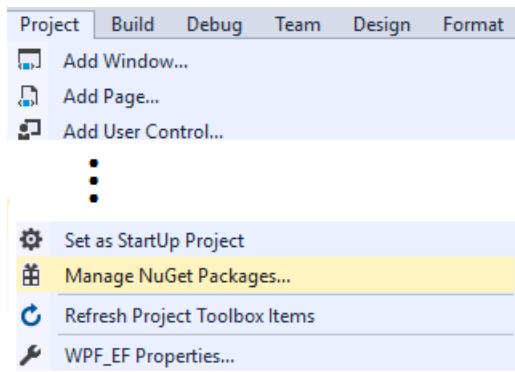 Project Build Debug Team Design Format
Add Window...
Add Page...
Add User Control...
Set as StartUp Project
Manage NuGet Packages...
Refresh Project Toolbox Items
WPF_EF Properties...